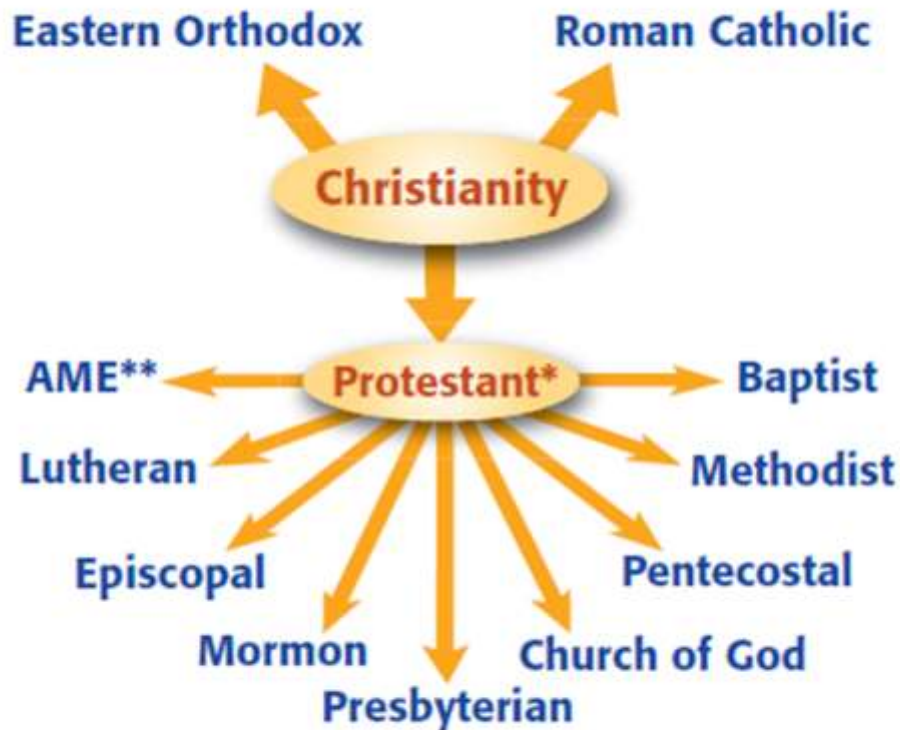 Eastern Orthodox
Roman Catholic
Christianity
AME**
Protestant*
Baptist
Lutheran
Methodist
Episcopal
Pentecostal
Mormon
Church of God
Presbyterian